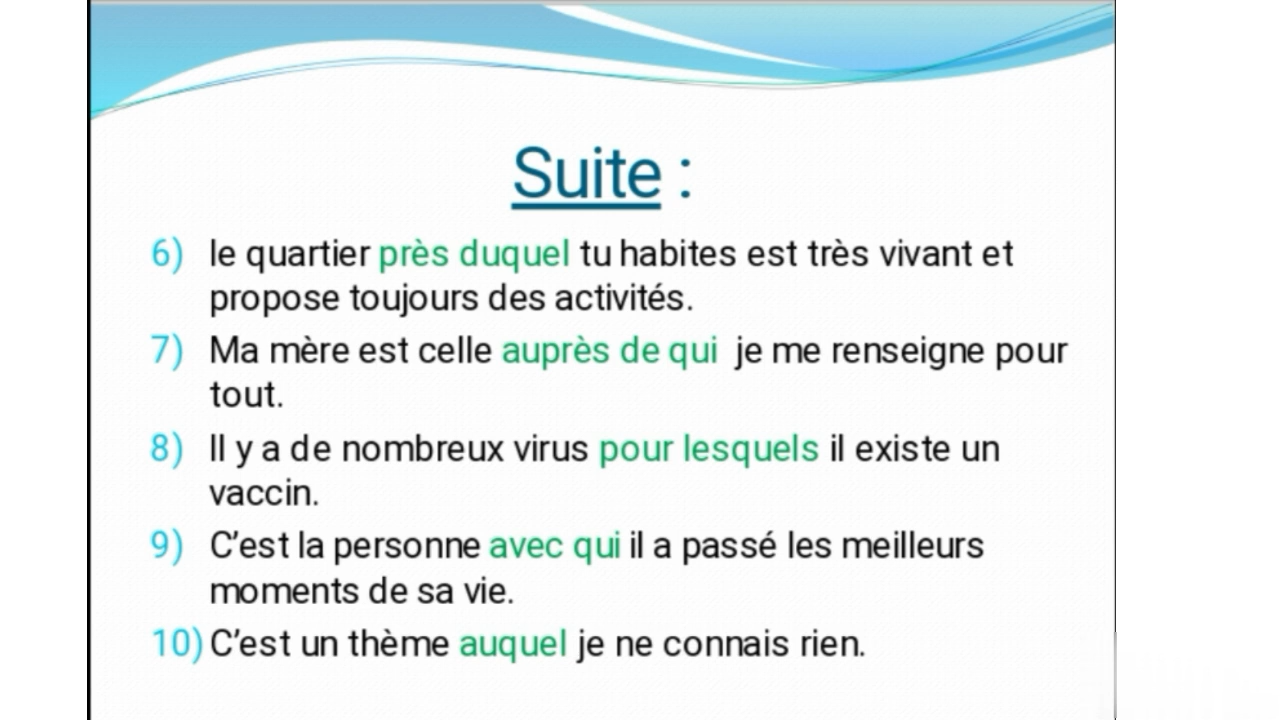 Suite :
6) le quartier près duquel tu habites est très vivant et
propose toujours des activités.
7) Ma mère est celle auprès de qui je me renseigne pour
tout.
8) Il y a de nombreux virus pour lesquels il existe un
vaccin.
9) C’est la personne avec qui il a passé les meilleurs
moments de sa vie.
10) C’est un thème auquel je ne connais rien.